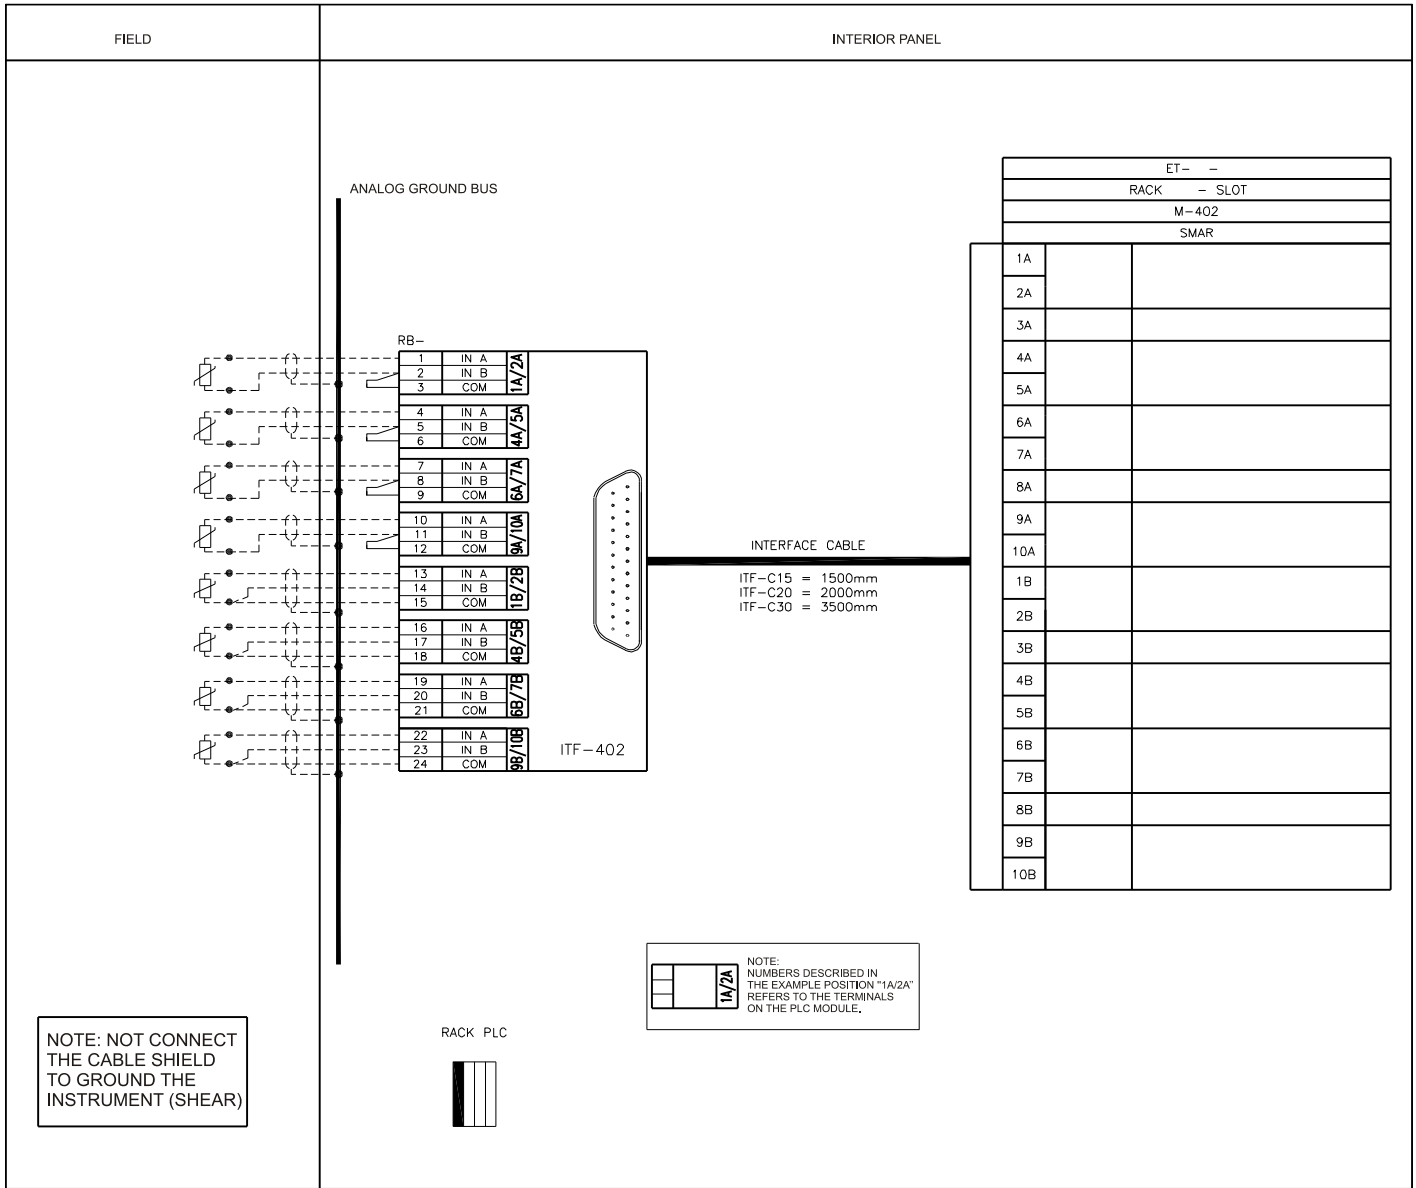 FIELD
INTERIOR PANEL
ANALOG GROUND BUS
ET- -
RACK - SLOT
M-402
SMAR
1A
2A
3A
4A
5A
6A
7A
8A
9A
10A
1B
2B
3B
4B
5B
6B
7B
8B
9B
10B
RB-
1 IN A
2 IN B
3 COM
1A/2A
4 IN A
5 IN B
6 COM
4A/5A
7 IN A
8 IN B
9 COM
6A/7A
10 IN A
11 IN B
12 COM
9A/10A
13 IN A
14 IN B
15 COM
1B/2B
16 IN A
17 IN B
18 COM
4B/5B
19 IN A
20 IN B
21 COM
6B/7B
22 IN A
23 IN B
24 COM
9B/10B
ITF-402
INTERFACE CABLE
ITF-C15 = 1500mm
ITF-C20 = 2000mm
ITF-C30 = 3500mm
1A/2A
NOTE:
NUMBERS DESCRIBED IN
THE EXAMPLE POSITION "1A/2A"
REFERS TO THE TERMINALS
ON THE PLC MODULE.
RACK PLC
NOTE: NOT CONNECT
THE CABLE SHIELD
TO GROUND THE
INSTRUMENT (SHEAR)